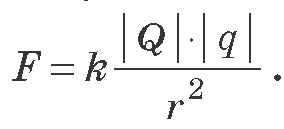 F = k |Q|·|q| / r² .